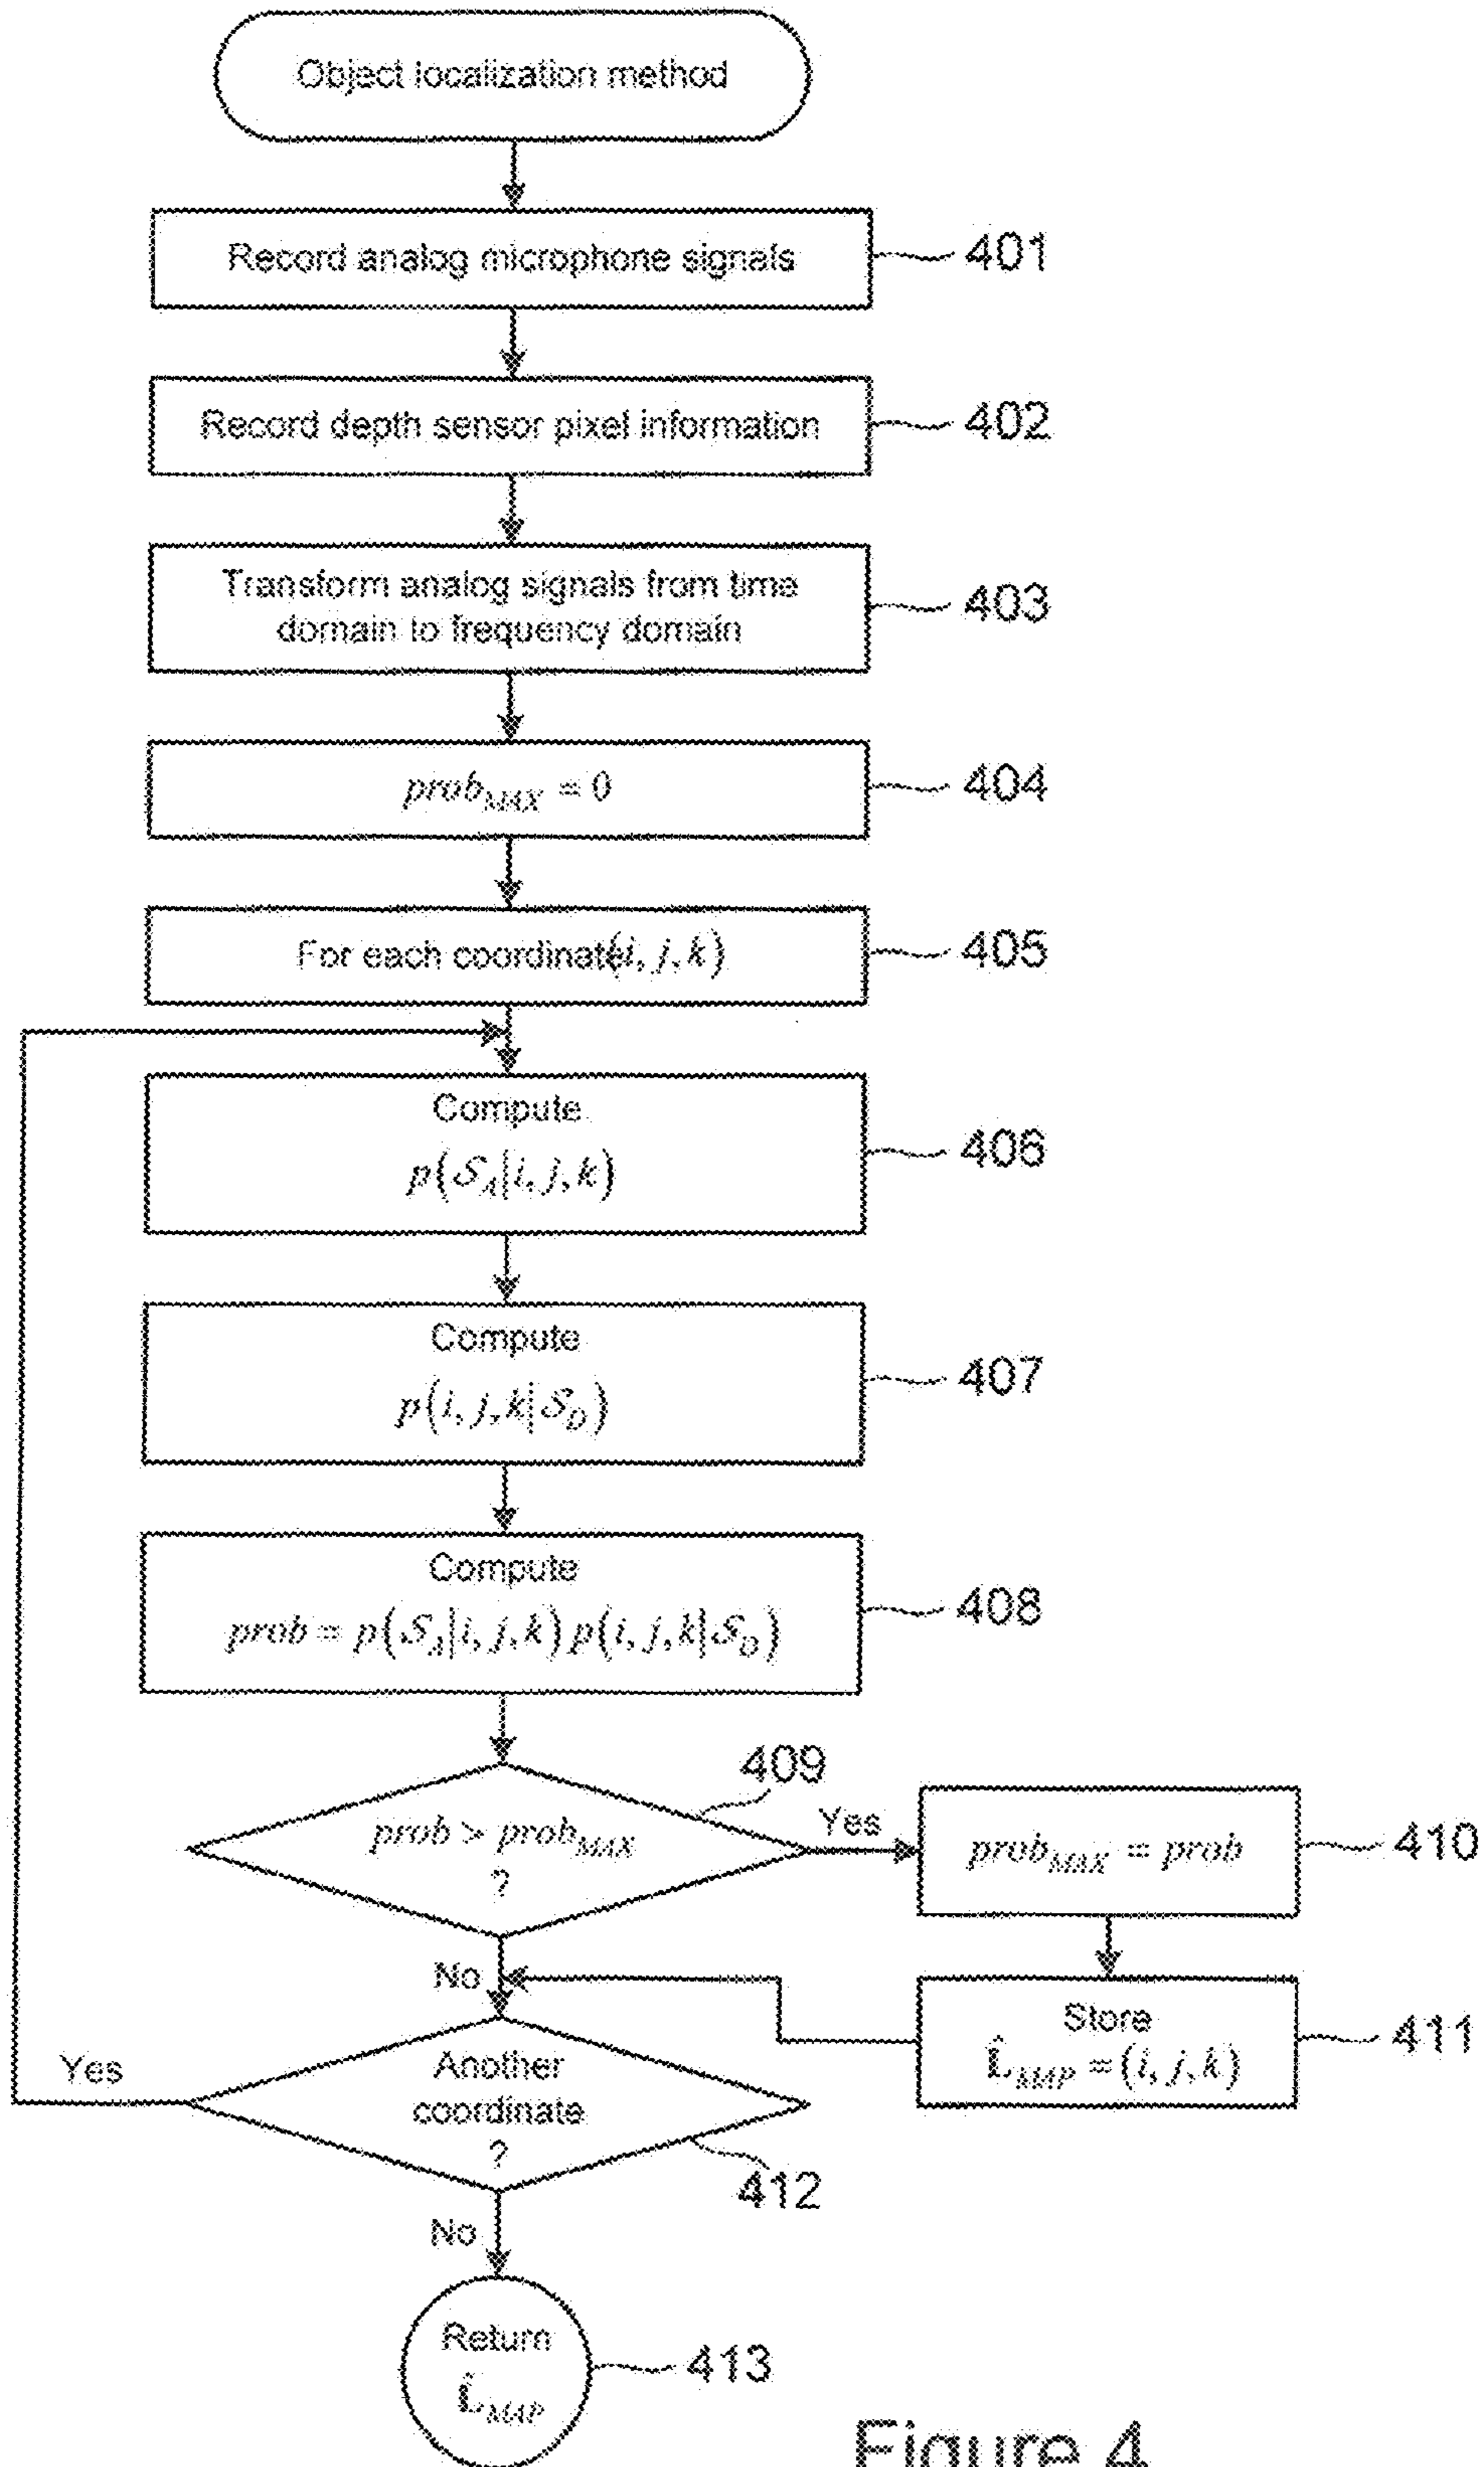 Object localization method
Record analog microphone signals
401
Record depth sensor pixel information
402
Transform analog signals from time
domain to frequency domain
403
prob_MAX = 0
404
For each coordinate (i, j, k)
405
Compute
p(S_A|i, j, k)
406
Compute
p(i, j, k|S_D)
407
Compute
prob = p(S_A|i, j, k) p(i, j, k|S_D)
408
409
prob > prob_MAX
?
Yes
prob_MAX = prob
410
No
Store
L̂_MAP = (i, j, k)
411
Yes
Another
coordinate
?
412
No
Return
L̂_MAP
413
Figure 4